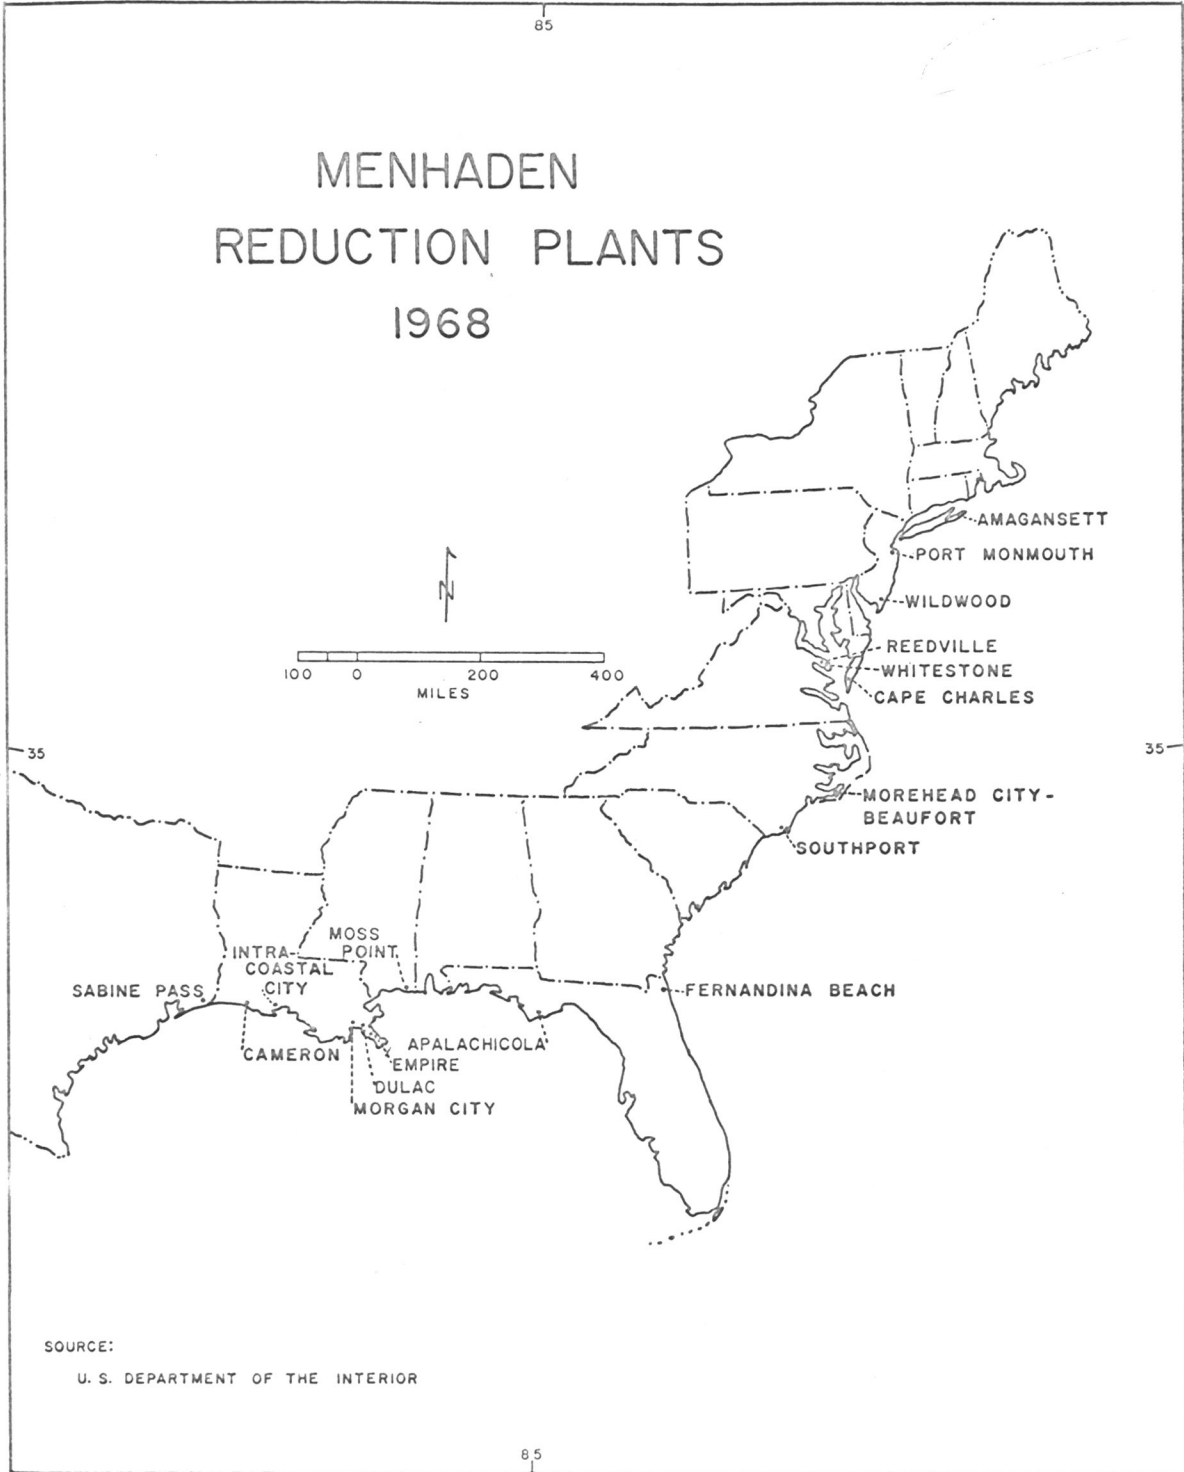 85
MENHADEN
REDUCTION PLANTS
1968
AMAGANSETT
PORT MONMOUTH
WILDWOOD
N
REEDVILLE
WHITESTONE
CAPE CHARLES
100 0 200 400
MILES
35
35
MOREHEAD CITY-
BEAUFORT
SOUTHPORT
MOSS
POINT
INTRA-
COASTAL
CITY
SABINE PASS
FERNANDINA BEACH
CAMERON
APALACHICOLA
EMPIRE
DULAC
MORGAN CITY
SOURCE:
U. S. DEPARTMENT OF THE INTERIOR
85